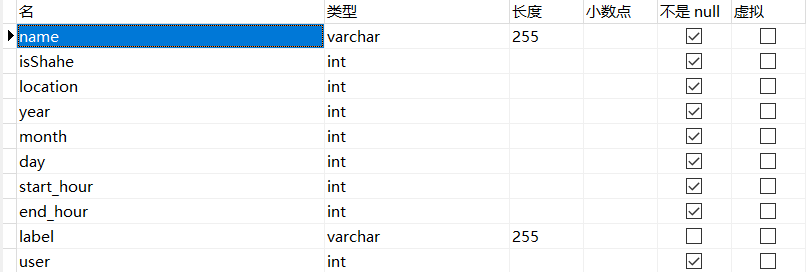 名 类型 长度 小数点 不是 null 虚拟
name varchar 255
isShahe int
location int
year int
month int
day int
start_hour int
end_hour int
label varchar 255
user int